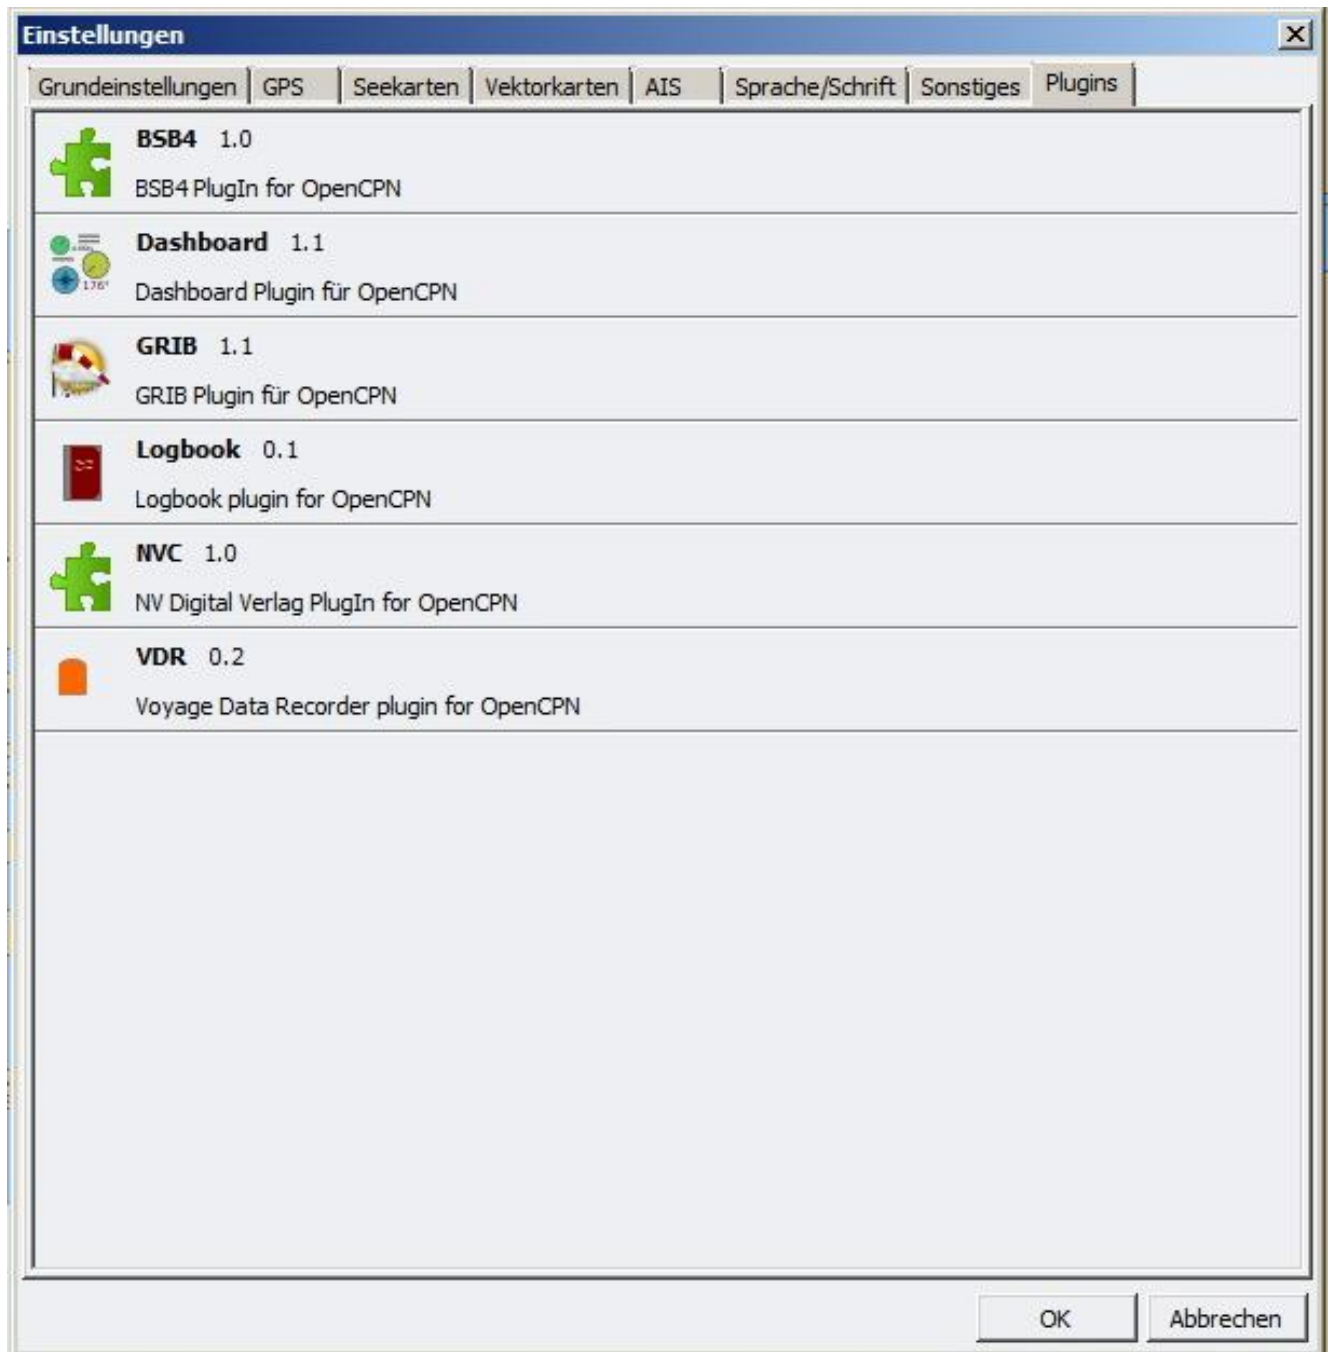 Einstellungen
Grundeinstellungen GPS Seekarten Vektorkarten AIS Sprache/Schrift Sonstiges Plugins
BSB4 1.0
BSB4 PlugIn for OpenCPN
Dashboard 1.1
Dashboard Plugin für OpenCPN
GRIB 1.1
GRIB Plugin für OpenCPN
Logbook 0.1
Logbook plugin for OpenCPN
NVC 1.0
NV Digital Verlag PlugIn for OpenCPN
VDR 0.2
Voyage Data Recorder plugin for OpenCPN
OK Abbrechen